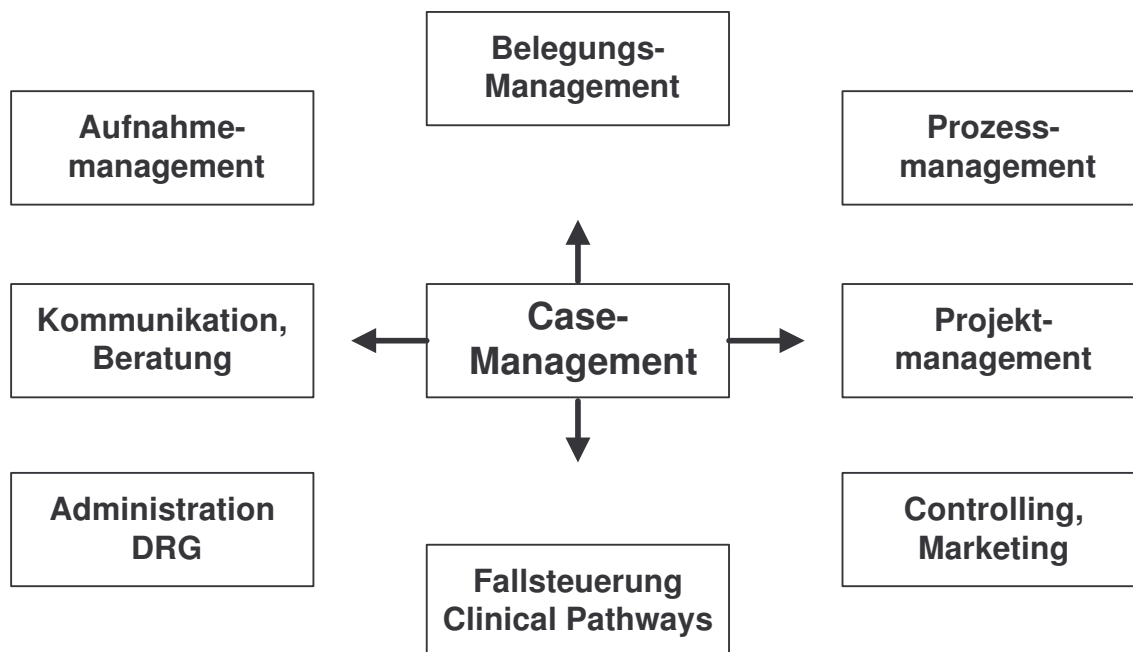 Belegungs-
Management
Aufnahme-
management
Prozess-
management
Kommunikation,
Beratung
Case-
Management
Projekt-
management
Administration
DRG
Controlling,
Marketing
Fallsteuerung
Clinical Pathways